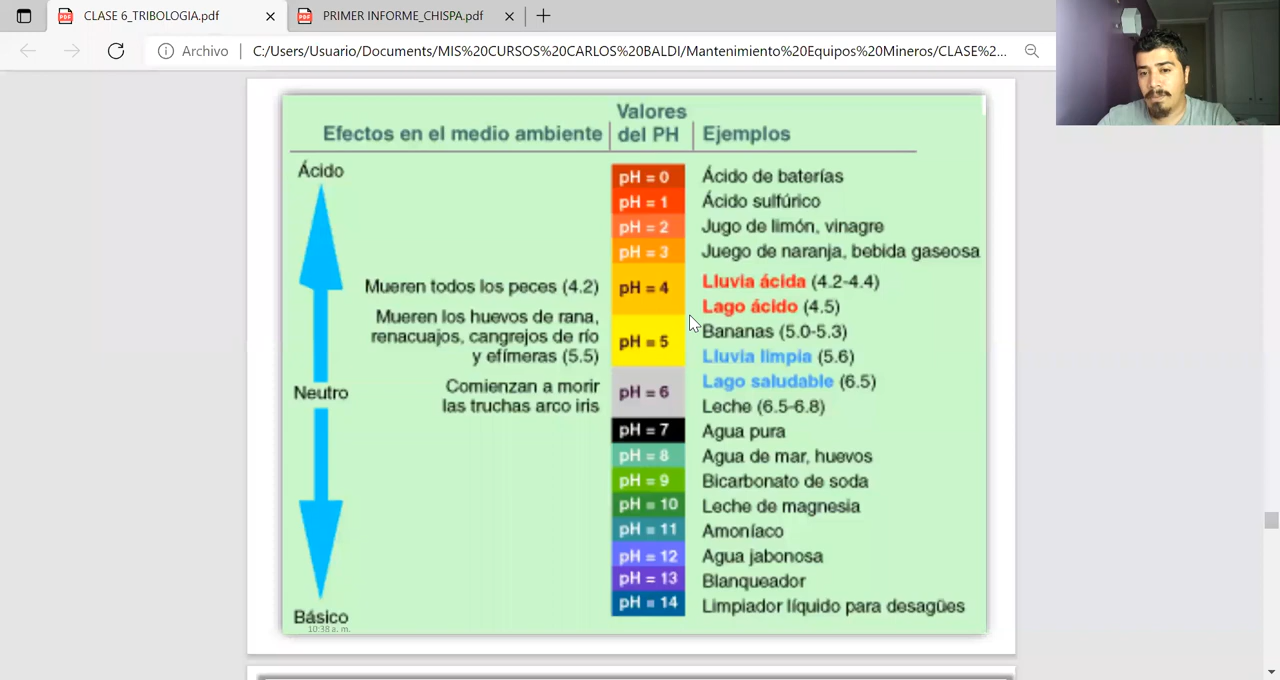 CLASE 6_TRIBOLOGIA.pdf
PRIMER INFORME_CHISPA.pdf
Archivo
C:/Users/Usuario/Documents/MIS%20CURSOS%20CARLOS%20BALDI/Mantenimiento%20Equipos%20Mineros/CLASE%2...
Efectos en el medio ambiente
Valores
del PH
Ejemplos
Ácido
pH = 0
Ácido de baterías
pH = 1
Ácido sulfúrico
pH = 2
Jugo de limón, vinagre
pH = 3
Juego de naranja, bebida gaseosa
Mueren todos los peces (4.2)
pH = 4
Lluvia ácida (4.2-4.4)
Lago ácido (4.5)
Mueren los huevos de rana,
renacuajos, cangrejos de río
y efímeras (5.5)
pH = 5
Bananas (5.0-5.3)
Lluvia limpia (5.6)
Neutro
Comienzan a morir
las truchas arco iris
pH = 6
Lago saludable (6.5)
Leche (6.5-6.8)
pH = 7
Agua pura
pH = 8
Agua de mar, huevos
pH = 9
Bicarbonato de soda
pH = 10
Leche de magnesia
pH = 11
Amoníaco
pH = 12
Agua jabonosa
pH = 13
Blanqueador
pH = 14
Limpiador líquido para desagües
Básico
10:38 a. m.